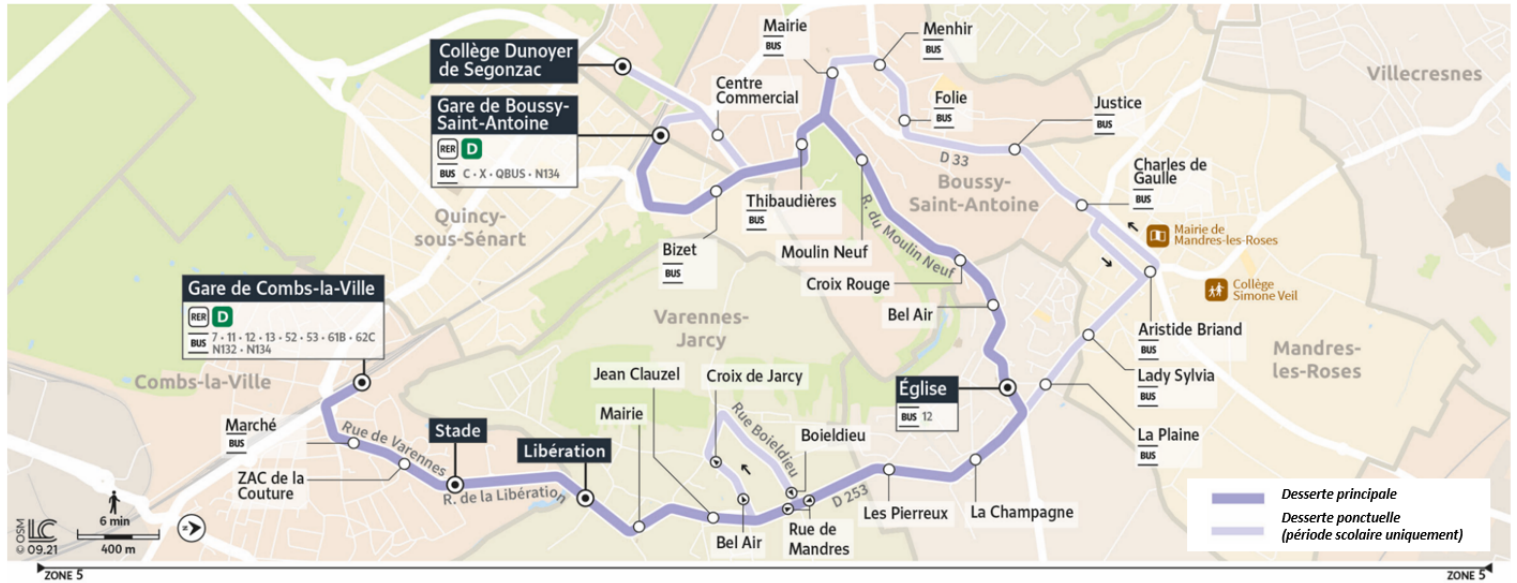 Collège Dunoyer
de Segonzac
Gare de Boussy-
Saint-Antoine
RER D
BUS C • X • QBUS • N134
Centre
Commercial
Mairie
BUS
Menhir
BUS
Folie
BUS
Justice
BUS
Villecresnes
D 33
Charles de
Gaulle
BUS
Boussy-
Saint-Antoine
Thibaudières
BUS
Quincy-
sous-Sénart
Bizet
BUS
Moulin Neuf
R. du Moulin Neuf
Croix Rouge
Bel Air
Mairie de
Mandres-les-Roses
Collège
Simone Veil
Aristide Briand
BUS
Mandres-
les-Roses
Lady Sylvia
BUS
La Plaine
BUS
Gare de Combs-la-Ville
RER D
BUS 7 • 11 • 12 • 13 • 52 • 53 • 61B • 62C
N132 • N134
Combs-la-Ville
Varennes-
Jarcy
Jean Clauzel
Croix de Jarcy
Église
BUS 12
Mairie
Rue Boieldieu
Boieldieu
Marché
BUS
Rue de Varennes
Stade
Libération
ZAC de la
Couture
R. de la Libération
D 253
Les Pierreux
La Champagne
Bel Air
Rue de
Mandres
Desserte principale
Desserte ponctuelle
(période scolaire uniquement)
© OSM
LC
09.21
6 min
400 m
N
ZONE 5
ZONE 5